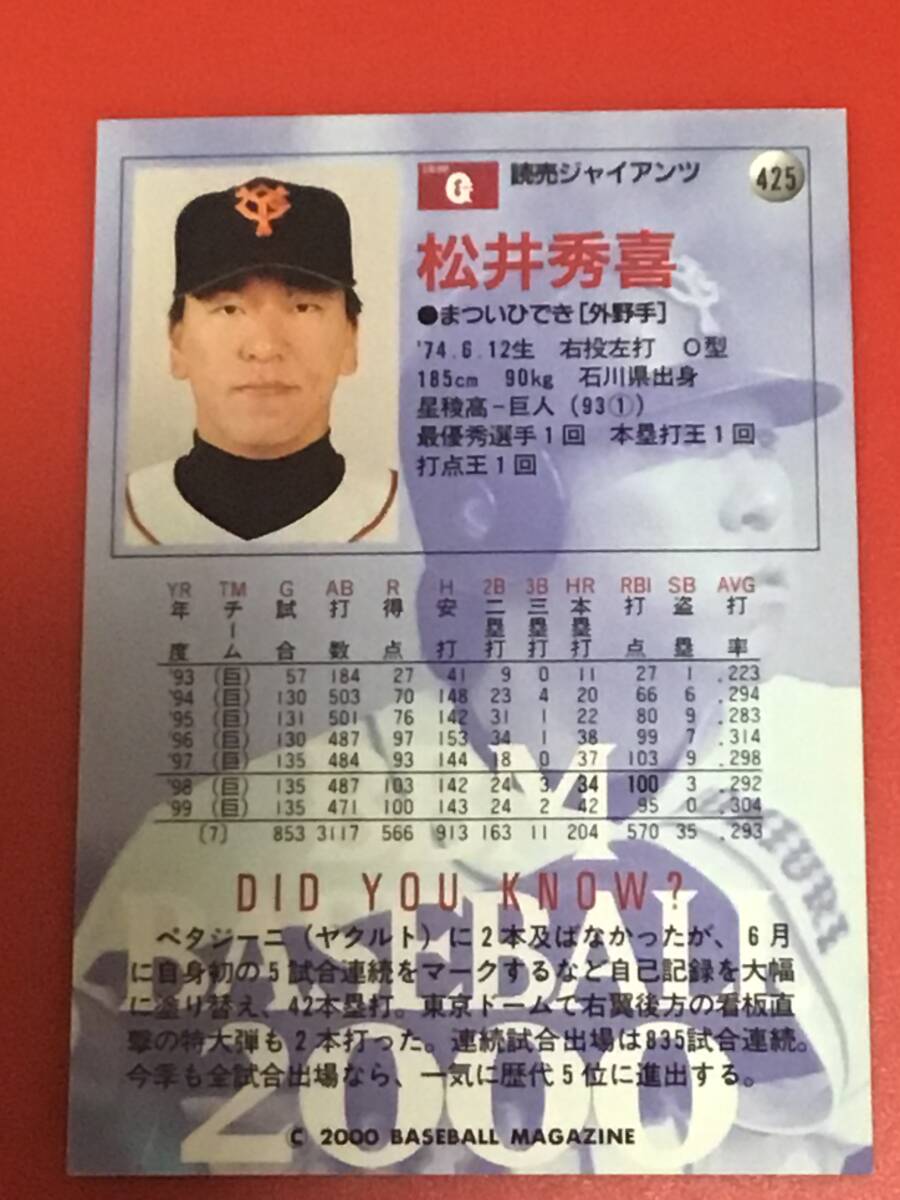 読売ジャイアンツ
425
松井秀喜
●まついひでき[外野手]
'74.6.12生 右投左打 O型
185cm 90kg 石川県出身
星稜高-巨人(93①)
最優秀選手1回 本塁打王1回
打点王1回
YR TM G AB R H 2B 3B HR RBI SB AVG
年度 チーム 試合 打数 得点 安打 二塁打 三塁打 本塁打 打点 盗塁 打率
'93 (巨) 57 184 27 41 9 0 11 27 1 .223
'94 (巨) 130 503 70 148 23 4 20 66 6 .294
'95 (巨) 131 501 76 142 31 1 22 80 9 .283
'96 (巨) 130 487 97 153 34 1 38 99 7 .314
'97 (巨) 135 484 93 144 18 0 37 103 9 .298
'98 (巨) 135 487 103 142 24 3 34 100 3 .292
'99 (巨) 135 471 100 143 24 2 42 95 0 .304
(7) 853 3117 566 913 163 11 204 570 35 .293
DID YOU KNOW?
ペタジーニ(ヤクルト)に2本及ばなかったが、6月
に自身初の5試合連続をマークするなど自己記録を大幅
に塗り替え、42本塁打。東京ドームで右翼後方の看板直
撃の特大弾も2本打った。連続試合出場は835試合連続。
今季も全試合出場なら、一気に歴代5位に進出する。
BASEBALL
2000
C 2000 BASEBALL MAGAZINE